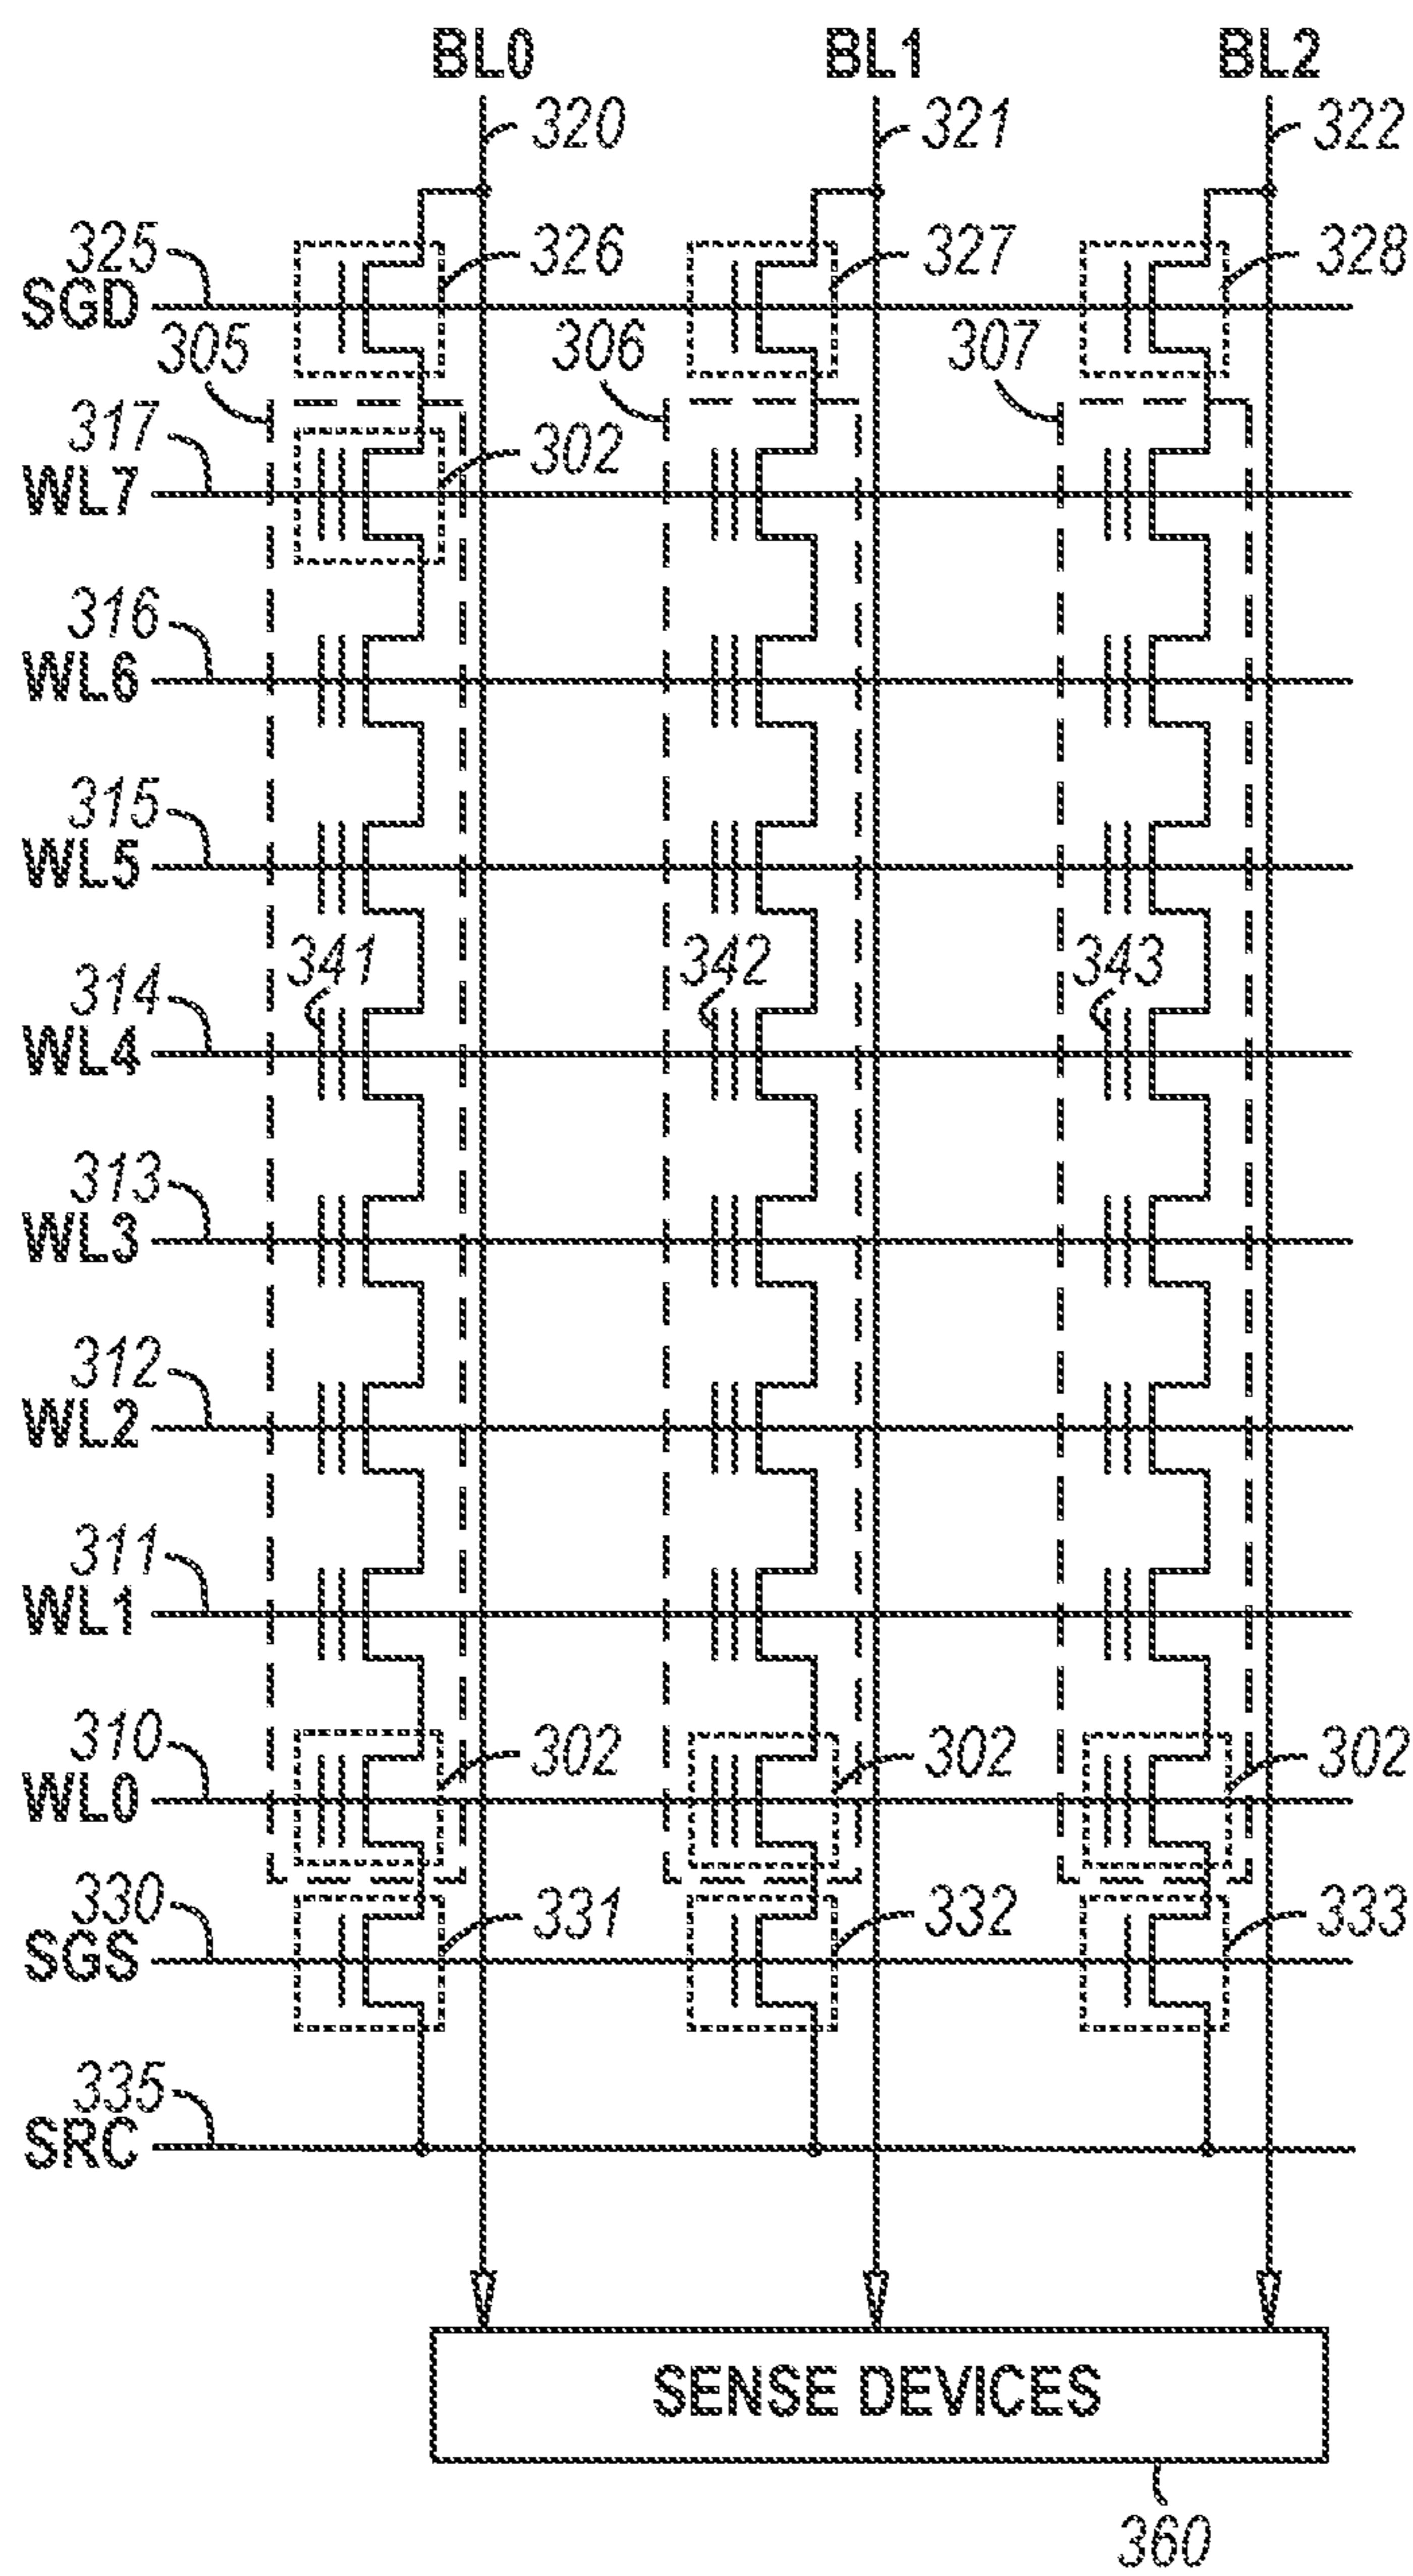 BL0 BL1 BL2
320 321 322
325 326 327 328
SGD
305 306 307
317 302
WL7
316
WL6
315
WL5
341 342 343
314
WL4
313
WL3
312
WL2
311
WL1
310 302 302 302
WL0
330 331 332 333
SGS
335
SRC
SENSE DEVICES
360